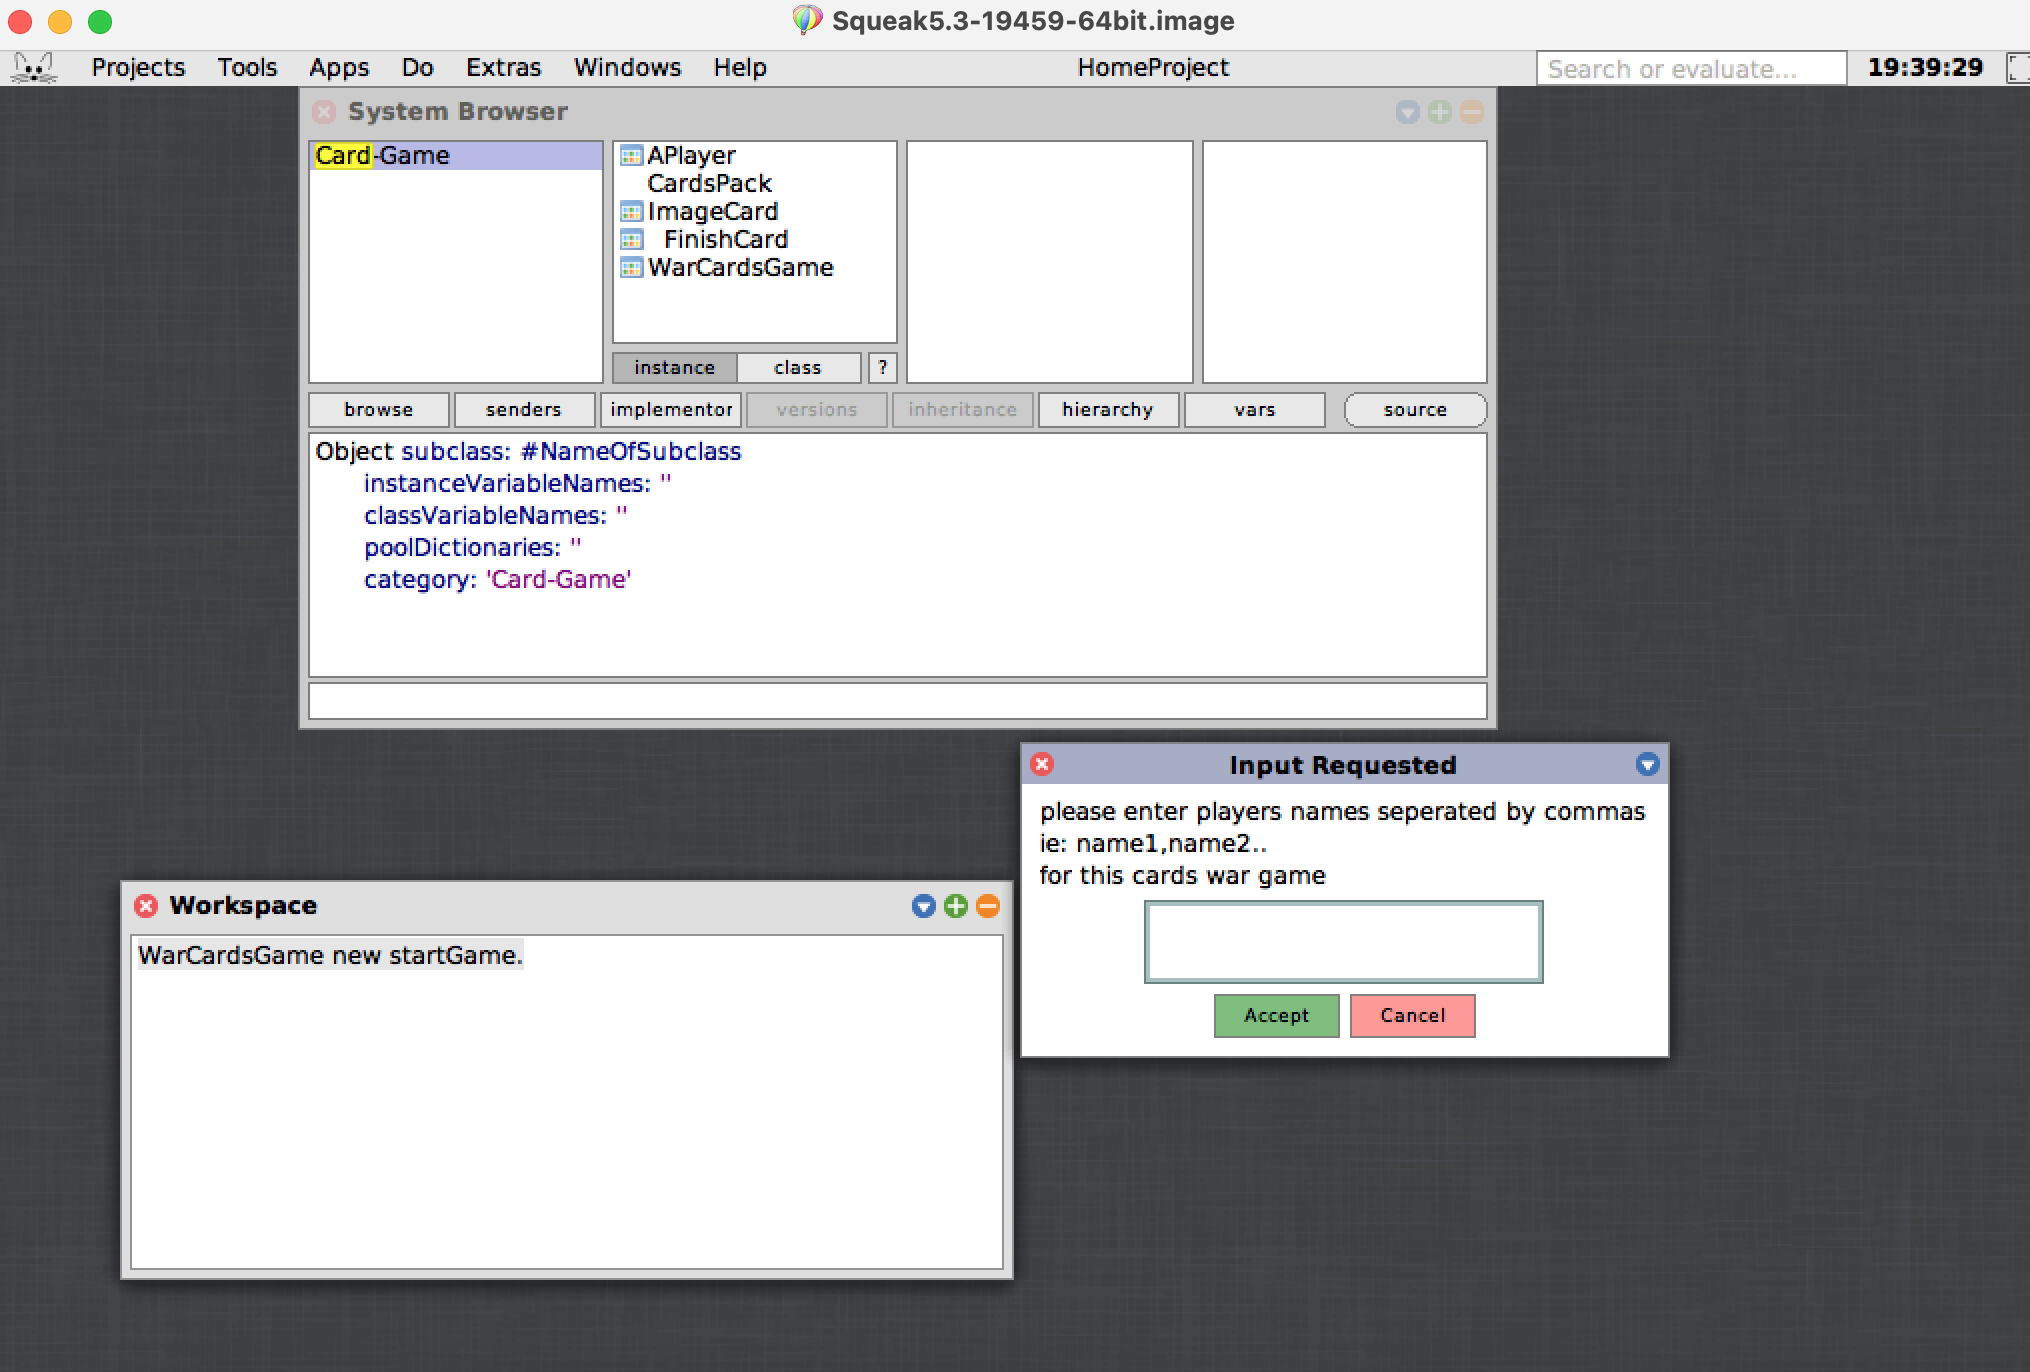 Squeak5.3-19459-64bit.image
Projects Tools Apps Do Extras Windows Help HomeProject Search or evaluate... 19:39:29
System Browser
Card-Game
APlayer
CardsPack
ImageCard
FinishCard
WarCardsGame
instance class ?
browse senders implementor versions inheritance hierarchy vars source
Object subclass: #NameOfSubclass
instanceVariableNames: ''
classVariableNames: ''
poolDictionaries: ''
category: 'Card-Game'
Input Requested
please enter players names seperated by commas
ie: name1,name2..
for this cards war game
Accept Cancel
Workspace
WarCardsGame new startGame.